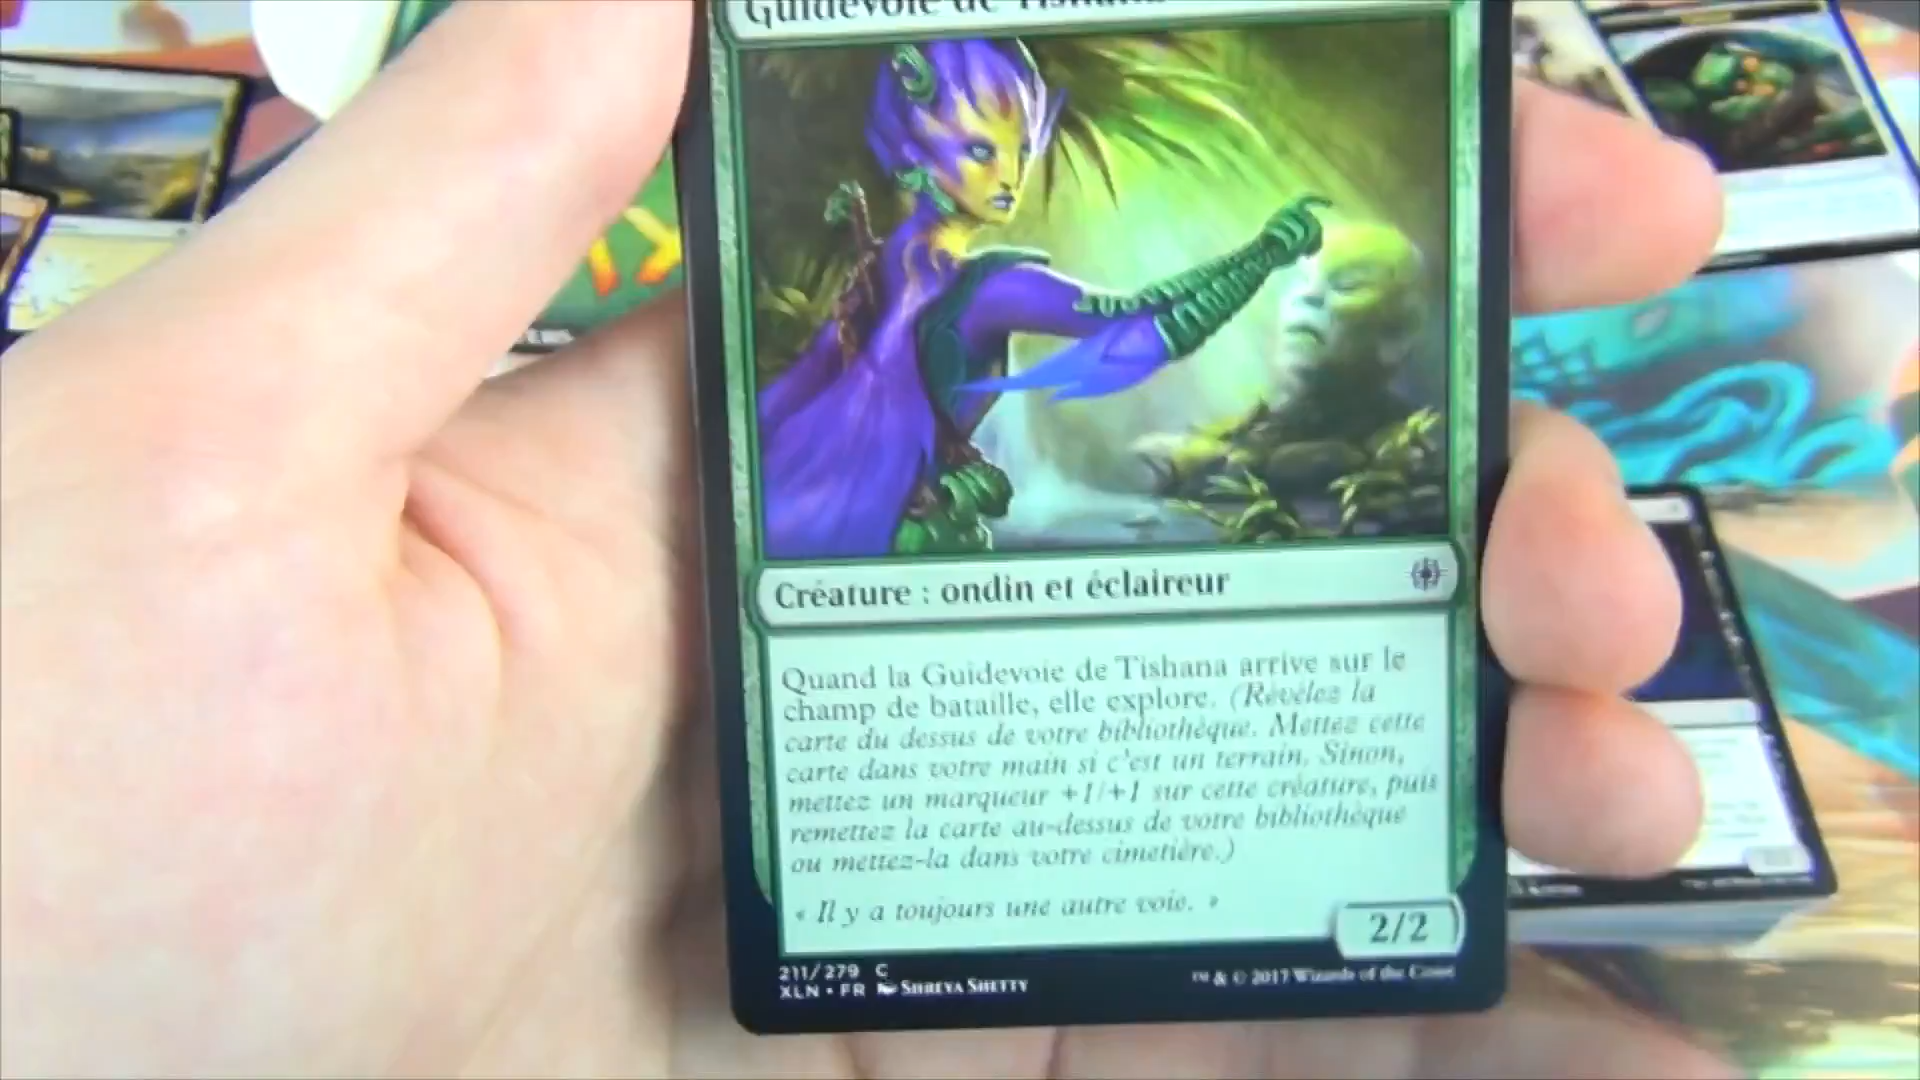 Guidevoie de Tishana
Créature : ondin et éclaireur
Quand la Guidevoie de Tishana arrive sur le
champ de bataille, elle explore. (Révélez la
carte du dessus de votre bibliothèque. Mettez cette
carte dans votre main si c'est un terrain. Sinon,
mettez un marqueur +1/+1 sur cette créature, puis
remettez la carte au-dessus de votre bibliothèque
ou mettez-la dans votre cimetière.)
« Il y a toujours une autre voie. »
2/2
211/279 C
XLN • FR Shreya Shetty
™ & © 2017 Wizards of the Coast